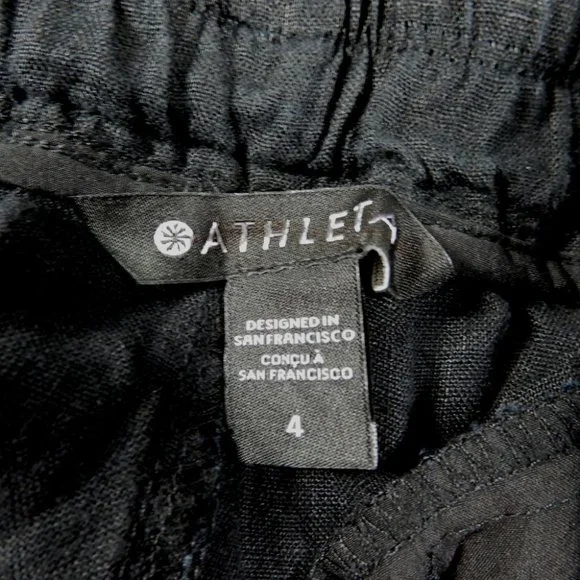 ATHLET
DESIGNED IN
SAN FRANCISCO
CONÇU À
SAN FRANCISCO
4